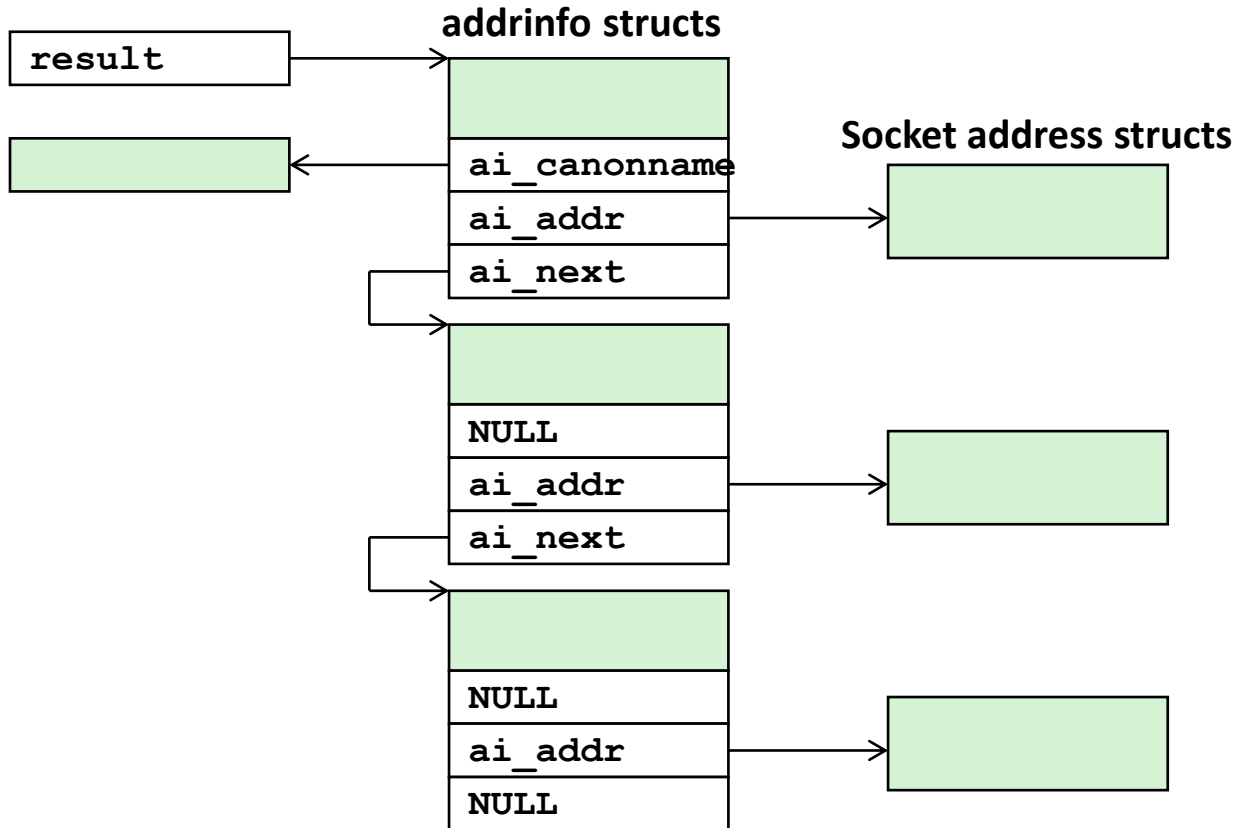 addrinfo structs
result
Socket address structs
ai_canonname
ai_addr
ai_next
NULL
ai_addr
ai_next
NULL
ai_addr
NULL